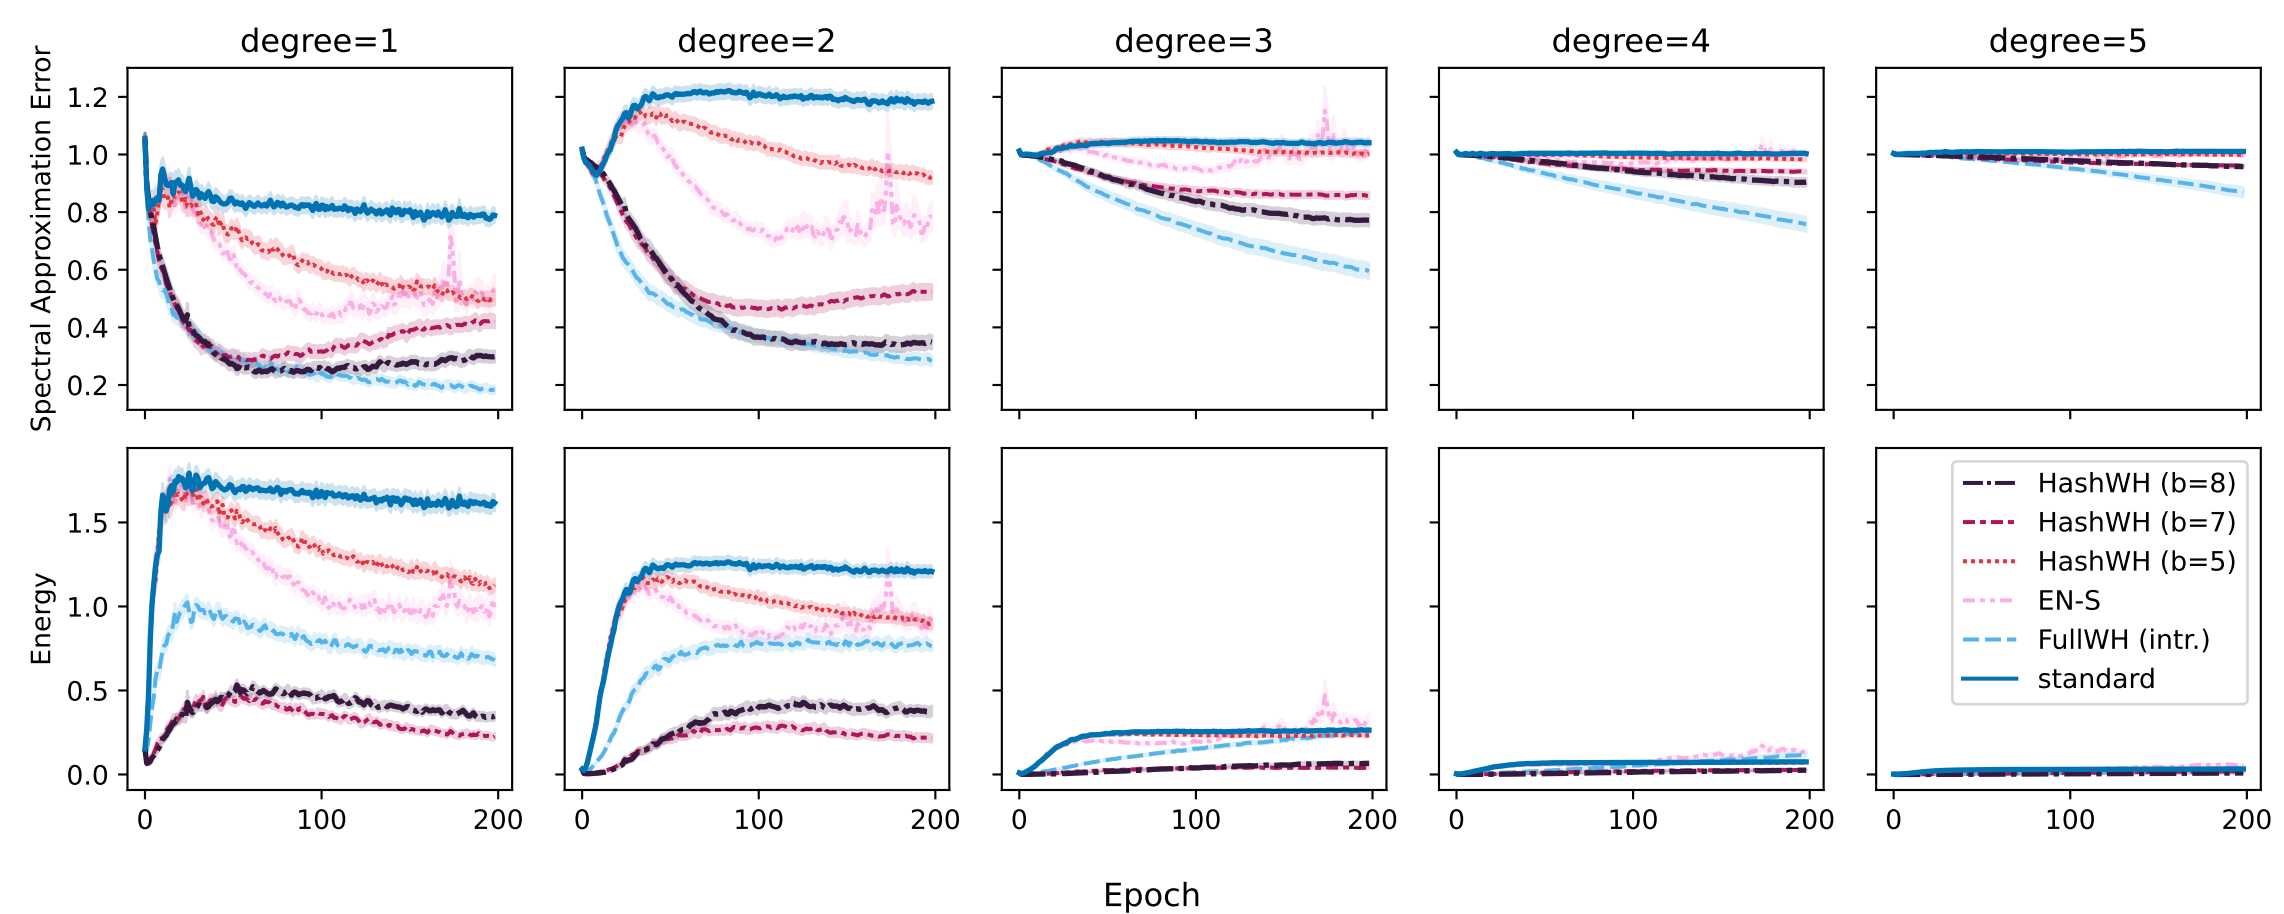 degree=1
degree=2
degree=3
degree=4
degree=5
Spectral Approximation Error
1.2
1.0
0.8
0.6
0.4
0.2
Energy
1.5
1.0
0.5
0.0
HashWH (b=8)
HashWH (b=7)
HashWH (b=5)
EN-S
FullWH (intr.)
standard
0 100 200
0 100 200
0 100 200
0 100 200
0 100 200
Epoch